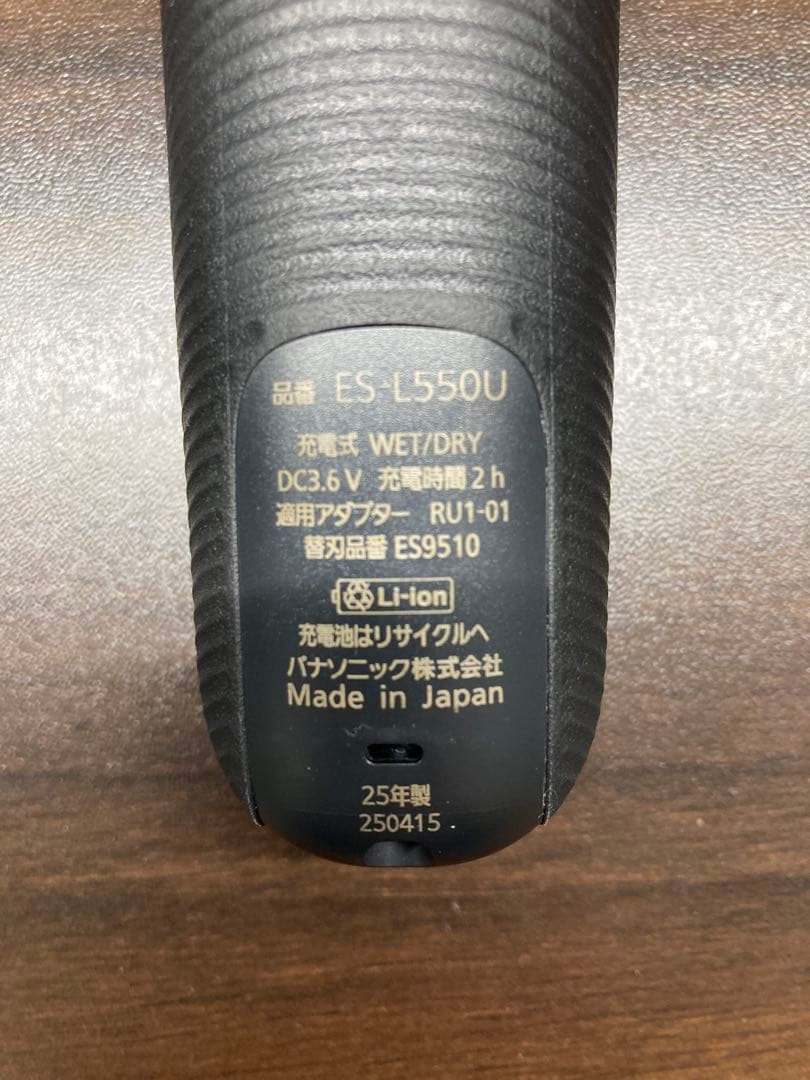 品番 ES-L550U
充電式 WET/DRY
DC3.6 V 充電時間 2 h
適用アダプター RU1-01
替刃品番 ES9510
Li-ion
充電池はリサイクルへ
パナソニック株式会社
Made in Japan
25年製
250415